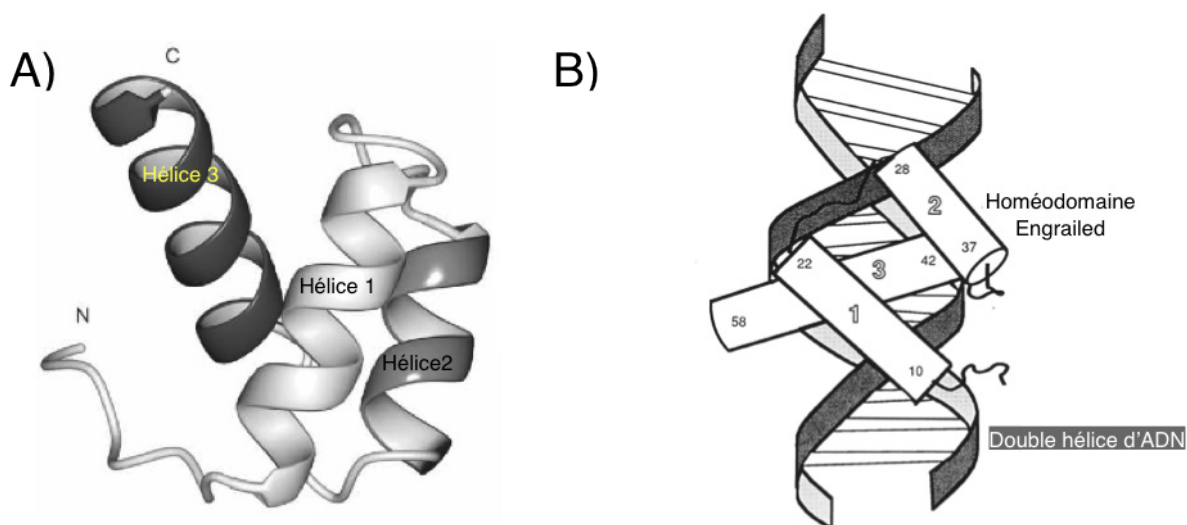 A)
C
Hélice 3
Hélice 1
N
Hélice2
B)
28
2
Homéodomaine
Engrailed
37
22
3
42
58
1
10
Double hélice d'ADN